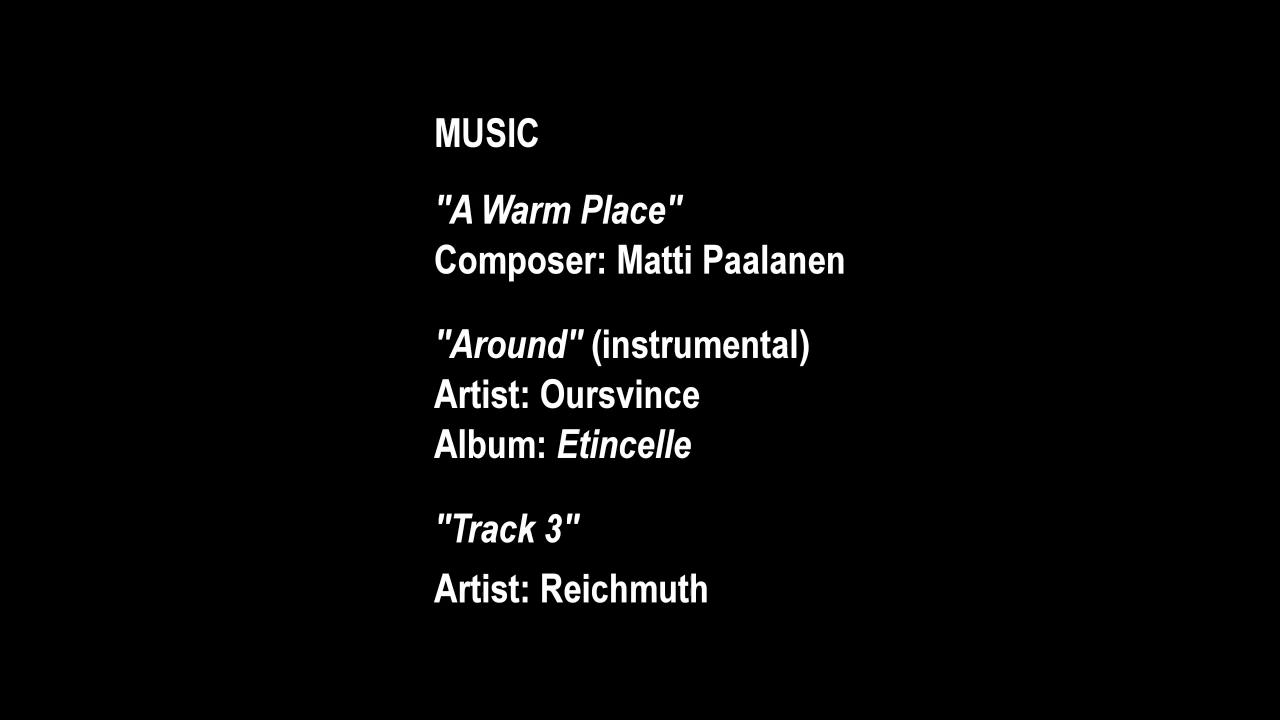 MUSIC
"A Warm Place"
Composer: Matti Paalanen
"Around" (instrumental)
Artist: Oursvince
Album: Etincelle
"Track 3"
Artist: Reichmuth